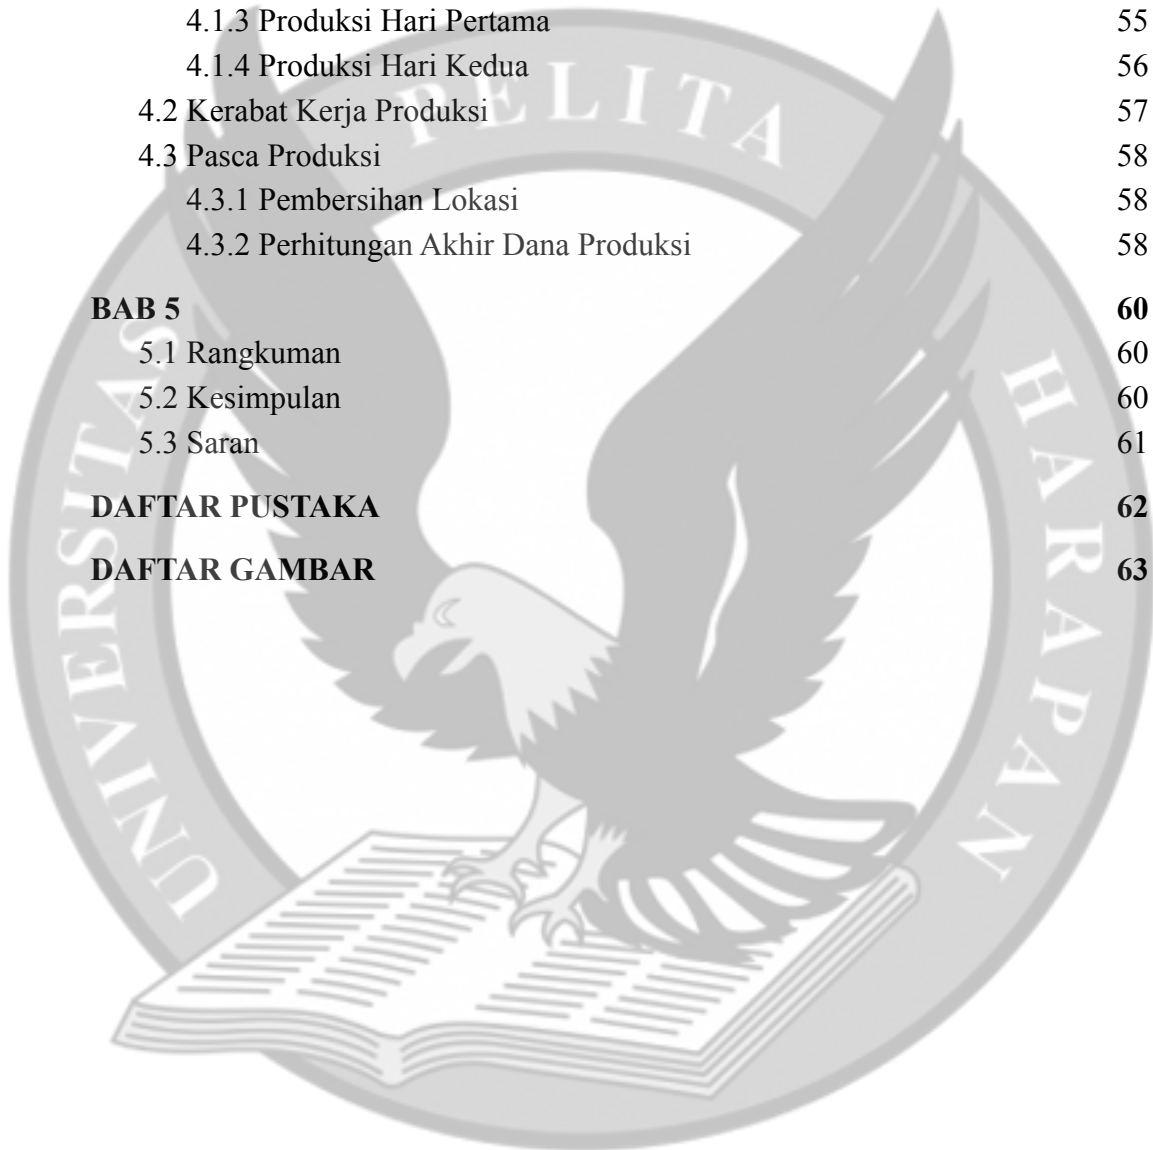 4.1.3 Produksi Hari Pertama 55
4.1.4 Produksi Hari Kedua 56
4.2 Kerabat Kerja Produksi 57
4.3 Pasca Produksi 58
4.3.1 Pembersihan Lokasi 58
4.3.2 Perhitungan Akhir Dana Produksi 58
BAB 5 60
5.1 Rangkuman 60
5.2 Kesimpulan 60
5.3 Saran 61
DAFTAR PUSTAKA 62
DAFTAR GAMBAR 63
UNIVERSITAS PELITA HARAPAN